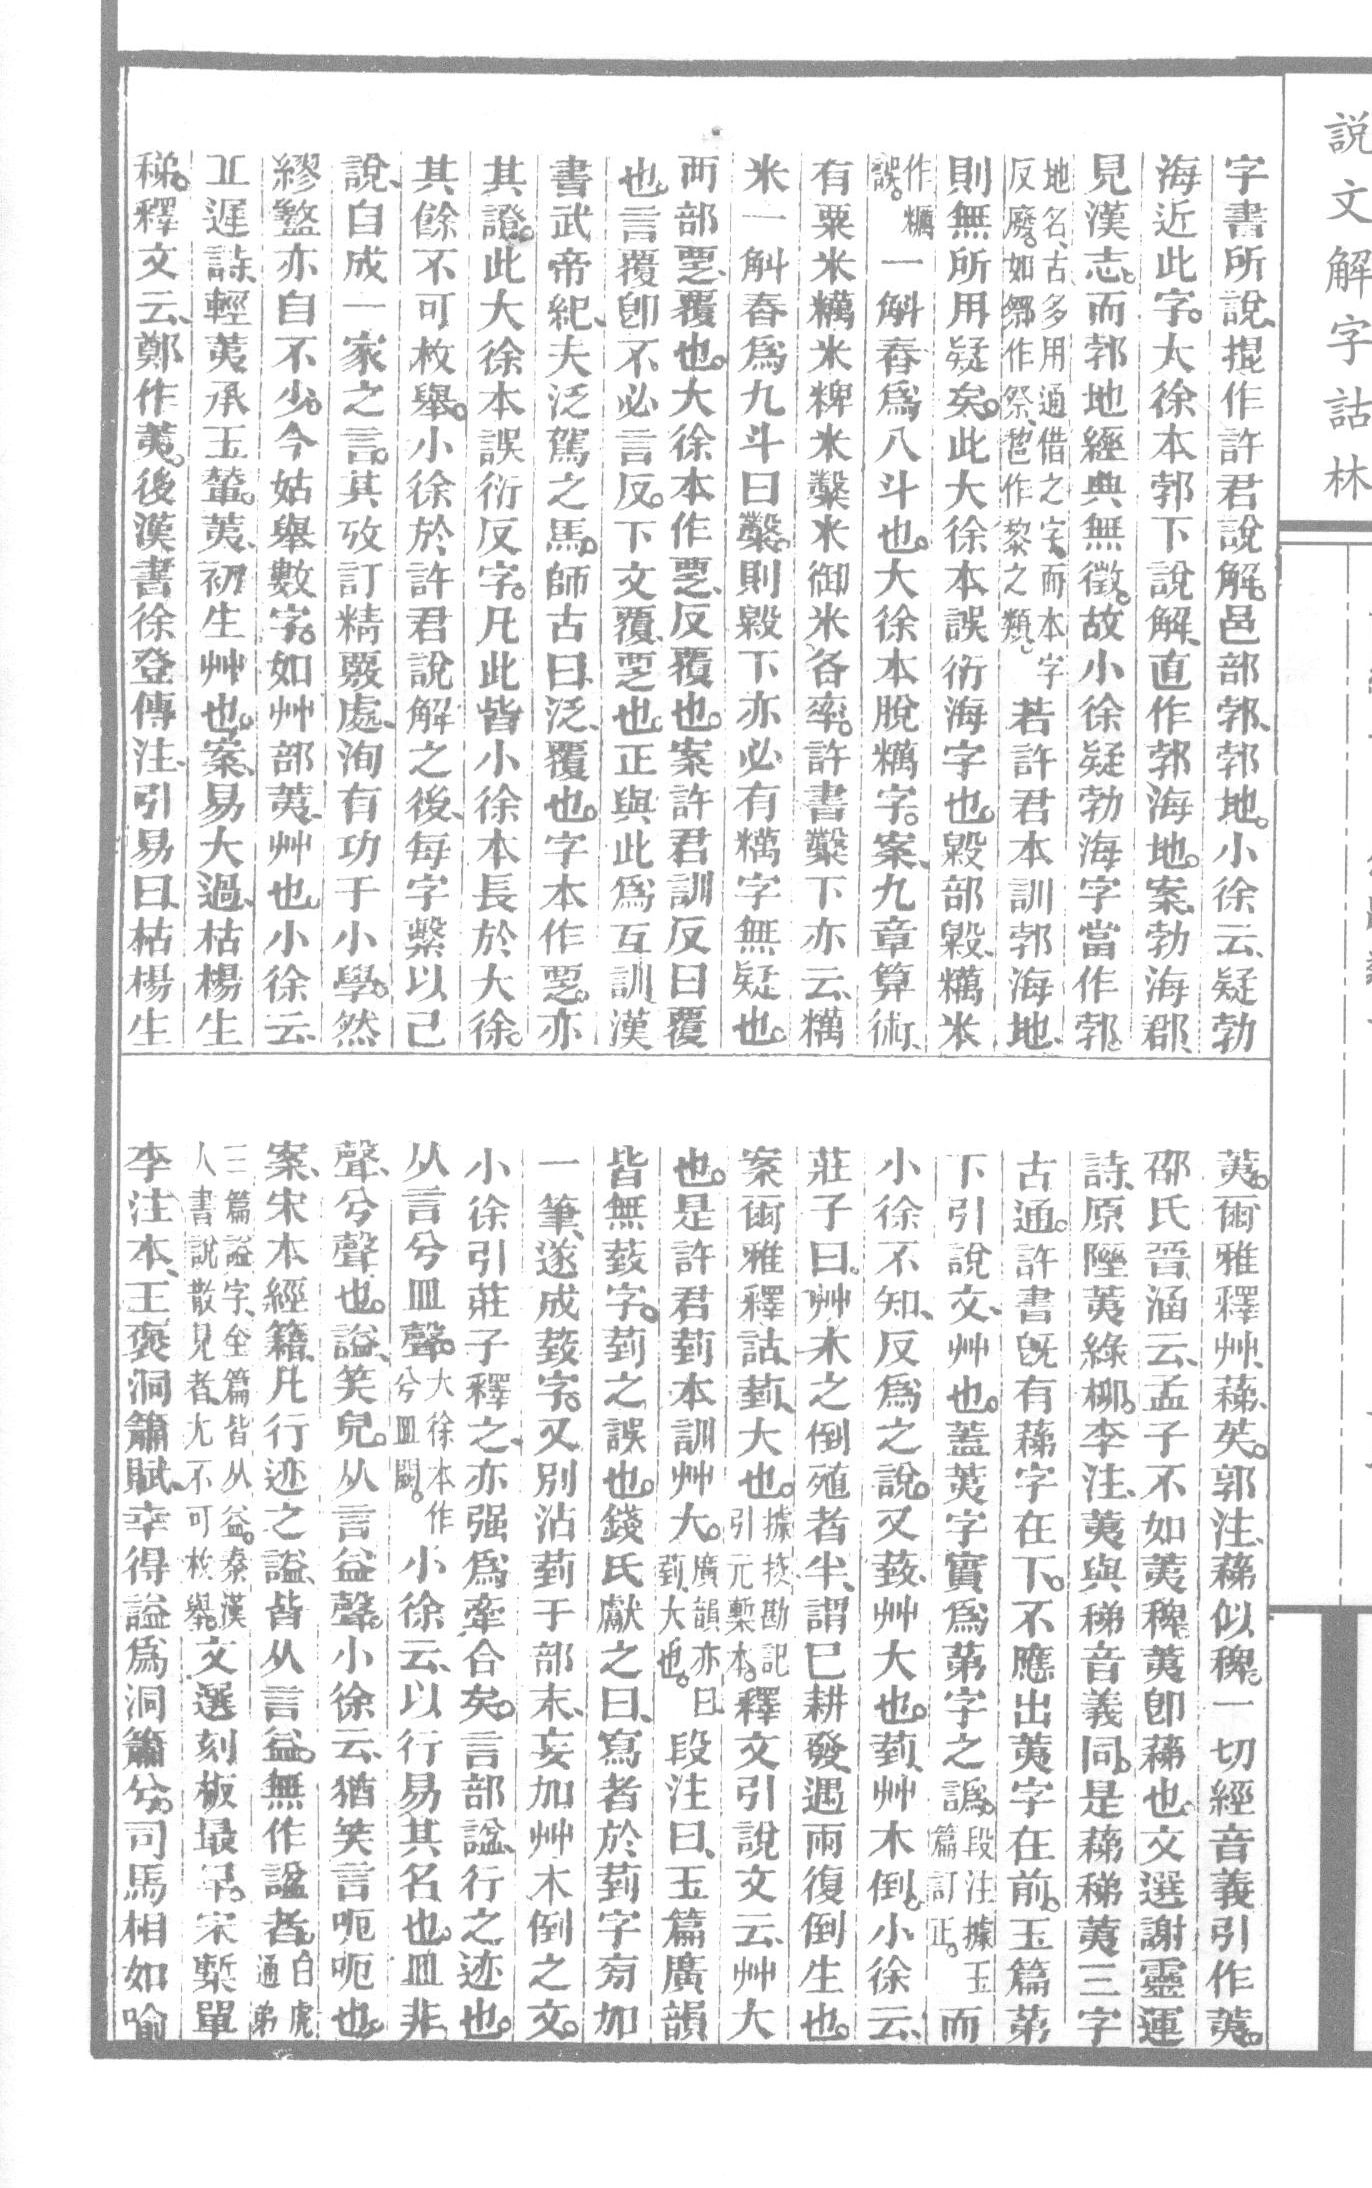 説文解字詁林
字書所說、掍作許君說解。邑部郣、郣地。小徐云、疑勃
海近此字。大徐本郣下說解、直作郣海地。案、勃海郡、
見漢志。而郣地經典無徵。故小徐疑勃海字當作郣。
地名、古多用通借之字、而本字反廢。如鄒作祭、𨛫作黎之類。若許君本訓郣海地、
則無所用疑矣。此大徐本誤衍海字也。毇部毇、糲米
一斛舂爲八斗也。大徐本脫糲字。案、九章算術、
作糲誤。
有粟米糲米粺米糳米御米各率。許書糳下亦云、糲
米一斛舂爲九斗曰糳。則毇下亦必有糲字無疑也。
襾部覂、覆也。大徐本作覂、反覆也。案許君訓反曰覆
也、言覆卽不必言反。下文覆、覂也、正與此爲互訓漢
書武帝紀、夫泛駕之馬。師古曰、泛、覆也。字本作覂。亦
其證。此大徐本誤衍反字。凡此皆小徐本長於大徐。
其餘不可枚舉。小徐於許君說解之後、每字繫以己
說、自成一家之言。其攷訂精覈處、洵有功于小學。然
繆盭亦自不少。今姑舉數字。如艸部荑、艸也、小徐云、
丘遲詩、輕荑承玉輦。荑、初生艸也。案、易大過、枯楊生
稊。釋文云、鄭作荑。後漢書徐登傳注、引易曰、枯楊生
荑。爾雅釋艸、蕛、苵。郭注、蕛似稗。一切經音義引作荑。
邵氏晉涵云、孟子不如荑稗。荑卽蕛也。文選謝靈運
詩、原隰荑綠柳。李注、荑與稊音義同。是蕛稊荑三字
古通。許書旣有蕛字在下。不應出荑字在前。玉篇苐
下引說文、艸也。蓋荑字實爲苐字之譌。段注據玉篇訂正。而
小徐不知、反爲之說。又䓸、艸大也。菿、艸木倒。小徐云、
莊子曰。艸木之倒殖者半、謂已耕發遇雨復倒生也。
案爾雅釋詁、菿、大也。據挍勘記引元槧本。釋文引說文云、艸大
也。是許君菿本訓艸大。廣韻亦曰菿、大也。段注曰、玉篇廣韻
皆無䓸字。菿之誤也。錢氏獻之曰、寫者於菿字旁加
一筆、遂成䓸字。又別沾菿于部末、妄加艸木倒之文。
小徐引莊子釋之、亦强爲牽合矣。言部諡、行之迹也。
从言兮皿聲。大徐本作兮皿闕。小徐云、以行易其名也。皿非
聲、兮聲也。謚、笑皃。从言益聲。小徐云、猶笑言呃呃也。
案、宋本經籍、凡行迹之謚、皆从言益。無作諡者。白虎通弟
三篇謚字、全篇皆从益。秦漢人書說散見者、尤不可枚舉。文選刻板最早。宋槧單
李注本、王褒洞簫賦、幸得謚爲洞簫兮。司馬相如喻